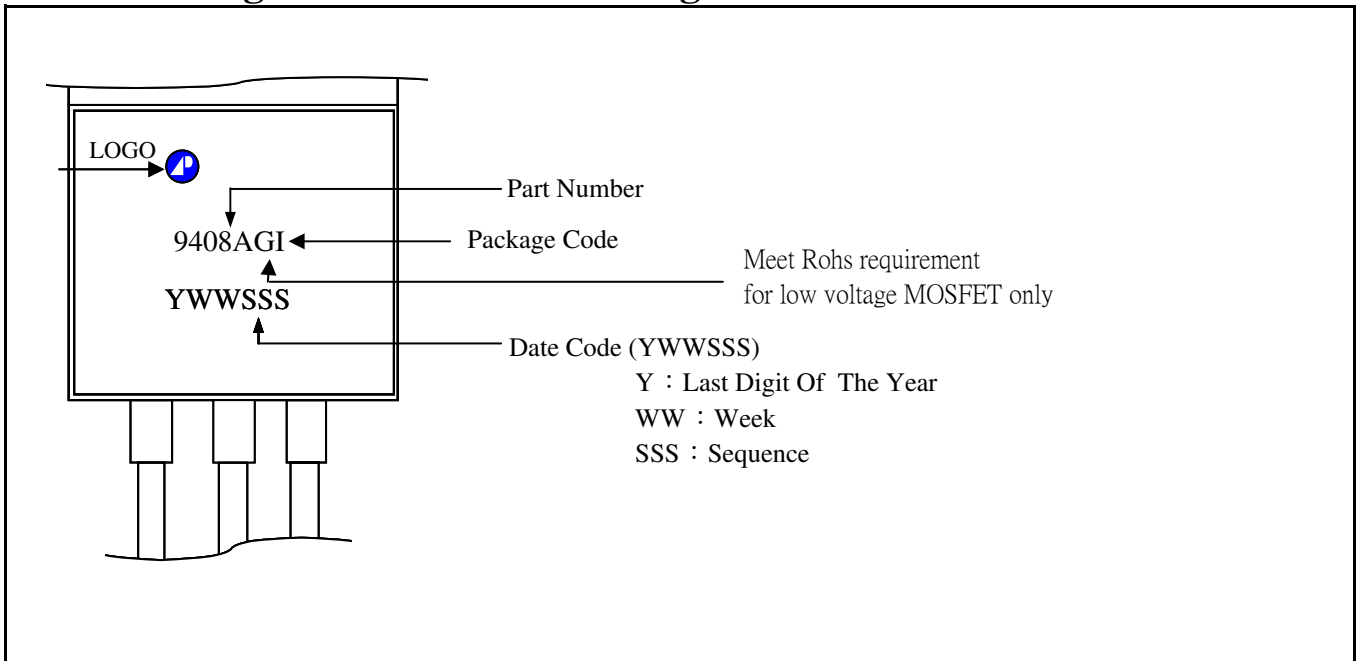 LOGO
Part Number
9408AGI
Package Code
Meet Rohs requirement
for low voltage MOSFET only
YWWSSS
Date Code (YWWSSS)
Y：Last Digit Of The Year
WW：Week
SSS：Sequence